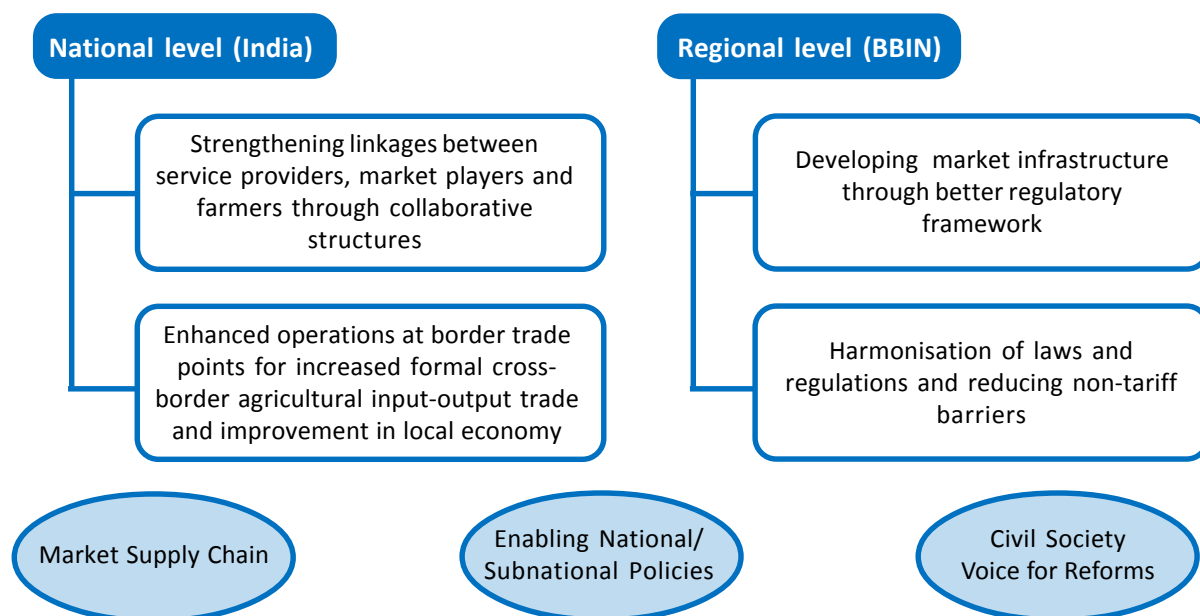 National level (India)
Strengthening linkages between
service providers, market players and
farmers through collaborative
structures
Enhanced operations at border trade
points for increased formal cross-
border agricultural input-output trade
and improvement in local economy
Regional level (BBIN)
Developing market infrastructure
through better regulatory
framework
Harmonisation of laws and
regulations and reducing non-tariff
barriers
Market Supply Chain
Enabling National/
Subnational Policies
Civil Society
Voice for Reforms